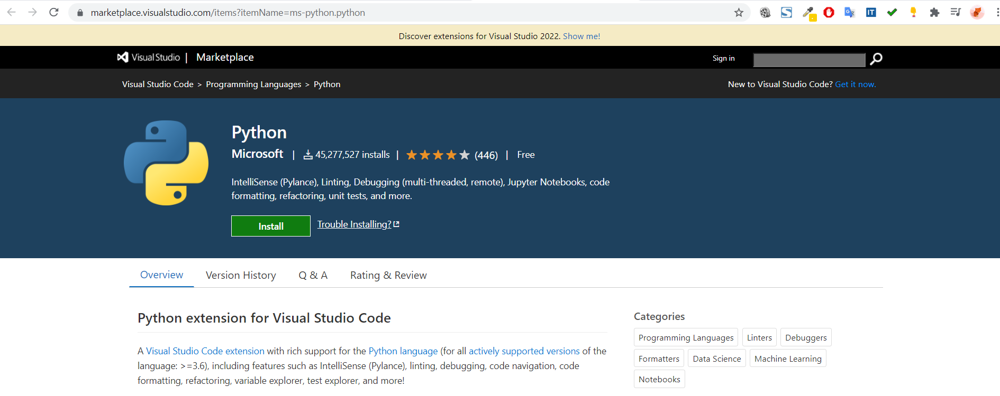 marketplace.visualstudio.com/items?itemName=ms-python.python
IT
Discover extensions for Visual Studio 2022. Show me!
Visual Studio | Marketplace
Sign in
Visual Studio Code > Programming Languages > Python
New to Visual Studio Code? Get it now.
Python
Microsoft | 45,277,527 installs | (446) | Free
IntelliSense (Pylance), Linting, Debugging (multi-threaded, remote), Jupyter Notebooks, code
formatting, refactoring, unit tests, and more.
Install Trouble Installing?
Overview Version History Q & A Rating & Review
Python extension for Visual Studio Code
A Visual Studio Code extension with rich support for the Python language (for all actively supported versions of the
language: >=3.6), including features such as IntelliSense (Pylance), linting, debugging, code navigation, code
formatting, refactoring, variable explorer, test explorer, and more!
Categories
Programming Languages Linters Debuggers
Formatters Data Science Machine Learning
Notebooks